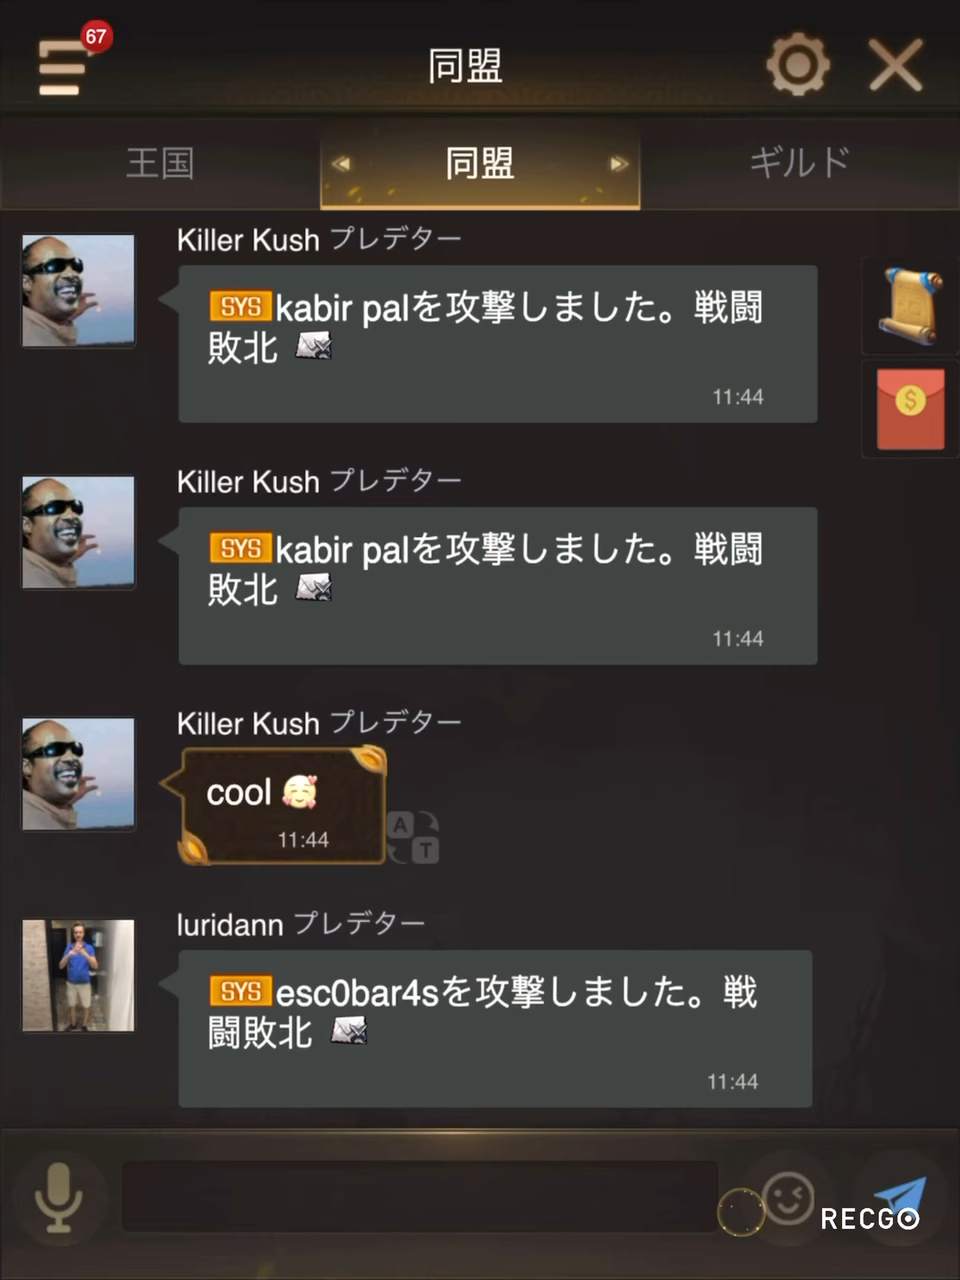 67
同盟
王国
同盟
ギルド
Killer Kush プレデター
SYS kabir palを攻撃しました。戦闘
敗北
11:44
Killer Kush プレデター
SYS kabir palを攻撃しました。戦闘
敗北
11:44
Killer Kush プレデター
cool 🥰
11:44
A
T
luridann プレデター
SYS esc0bar4sを攻撃しました。戦
闘敗北
11:44
RECGO